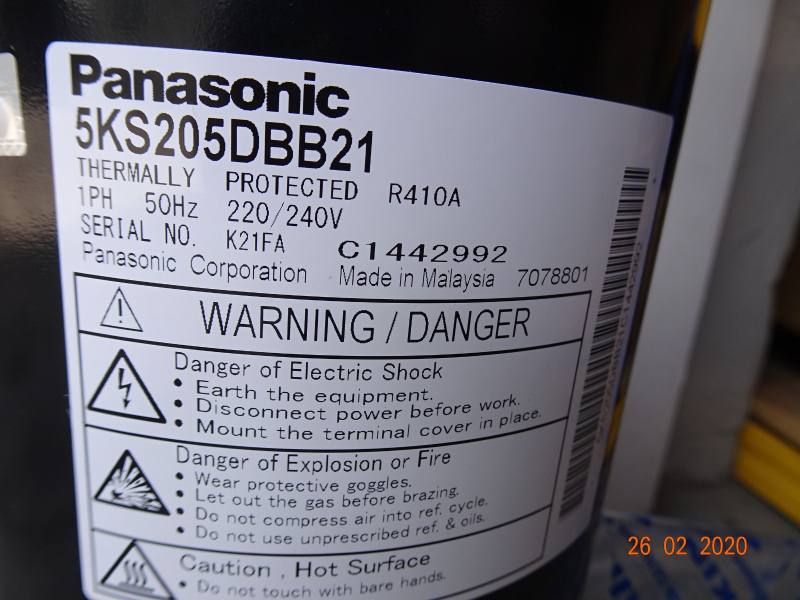 Panasonic
5KS205DBB21
THERMALLY PROTECTED R410A
1PH 50Hz 220/240V
SERIAL NO. K21FA C1442992
Panasonic Corporation Made in Malaysia 7078801
WARNING / DANGER
Danger of Electric Shock
• Earth the equipment.
• Disconnect power before work.
• Mount the terminal cover in place.
Danger of Explosion or Fire
• Wear protective goggles.
• Let out the gas before brazing.
• Do not compress air into ref. cycle.
• Do not use unprescribed ref. & oils.
Caution , Hot Surface
• Do not touch with bare hands.
26 02 2020